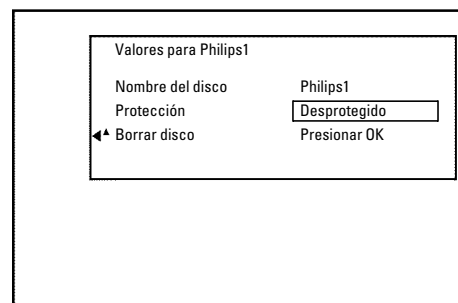 Valores para Philips1
Nombre del disco Philips1
Protección Desprotegido
Borrar disco Presionar OK